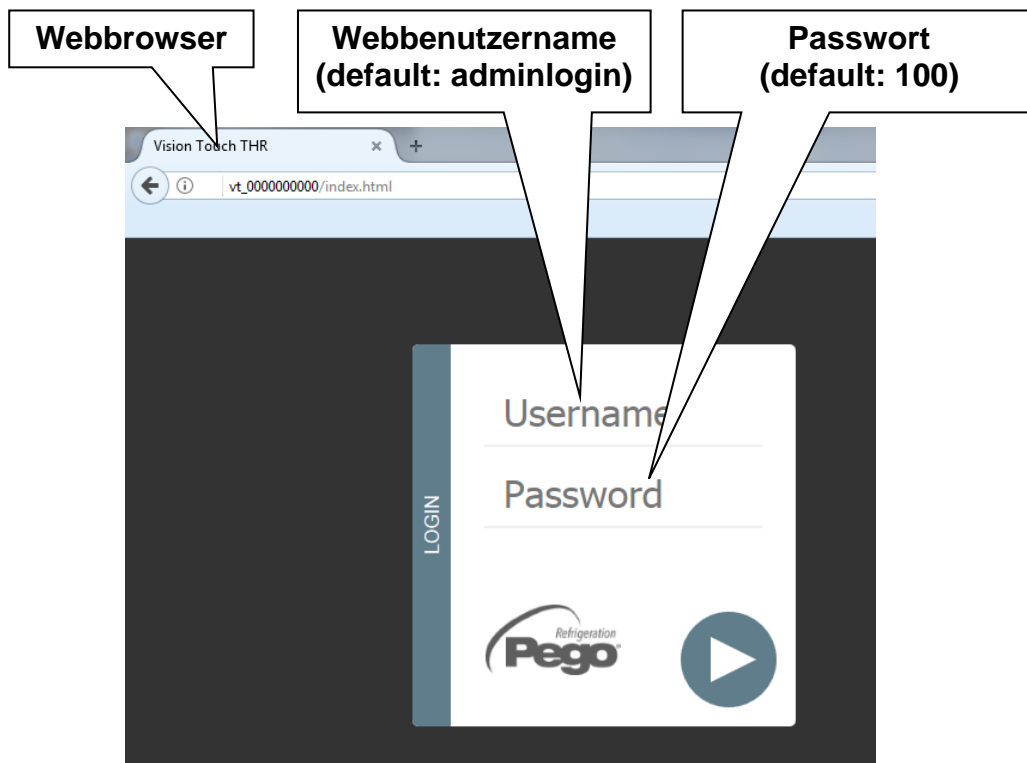 Webbrowser
Webbenutzername
(default: adminlogin)
Passwort
(default: 100)
Vision Touch THR
vt_0000000000/index.html
Username
Password
LOGIN
Refrigeration
Pego